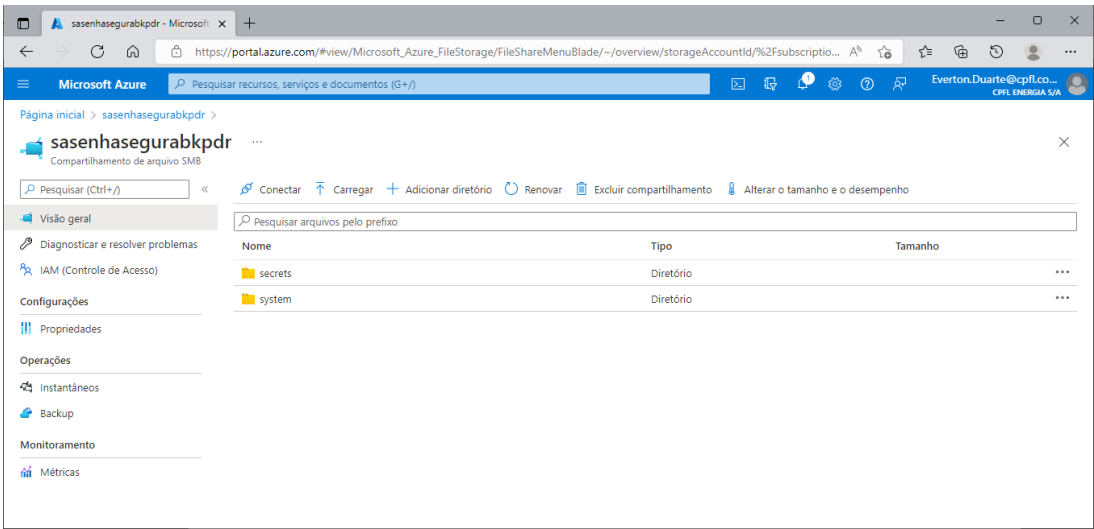 sasenhasegurabkpdr - Microsoft
https://portal.azure.com/#view/Microsoft_Azure_FileStorage/FileShareMenuBlade/~/overview/storageAccountId/%2Fsubscriptio...
Microsoft Azure
Pesquisar recursos, serviços e documentos (G+/)
1
Everton.Duarte@cpfl.co...
CPFL ENERGIA S/A
Página inicial > sasenhasegurabkpdr >
sasenhasegurabkpdr ...
Compartilhamento de arquivo SMB
Pesquisar (Ctrl+/)
«
Conectar Carregar Adicionar diretório Renovar Excluir compartilhamento Alterar o tamanho e o desempenho
Visão geral
Diagnosticar e resolver problemas
IAM (Controle de Acesso)
Configurações
Propriedades
Operações
Instantâneos
Backup
Monitoramento
Métricas
Pesquisar arquivos pelo prefixo
Nome Tipo Tamanho
secrets Diretório
system Diretório